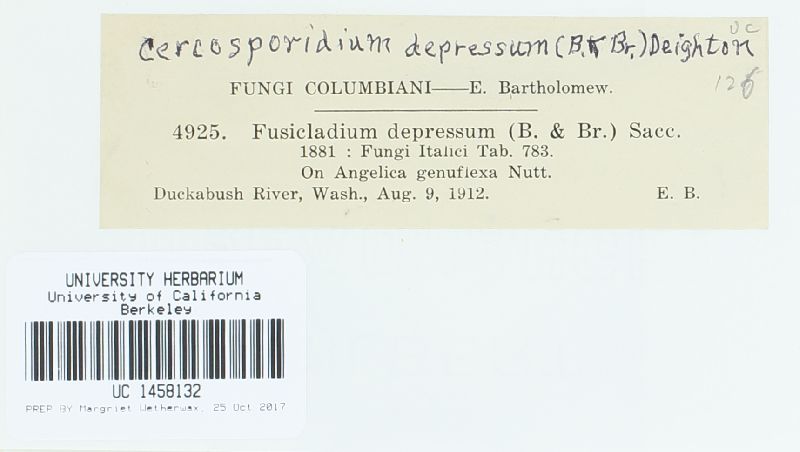 UC
Cercosporidium depressum (B. & Br.) Deighton
126
FUNGI COLUMBIANI——E. Bartholomew.
4925. Fusicladium depressum (B. & Br.) Sacc.
1881 : Fungi Italici Tab. 783.
On Angelica genuflexa Nutt.
Duckabush River, Wash., Aug. 9, 1912. E. B.
UNIVERSITY HERBARIUM
University of California
Berkeley
UC 1458132
PREP BY Margriet Wetherwax, 25 Oct 2017